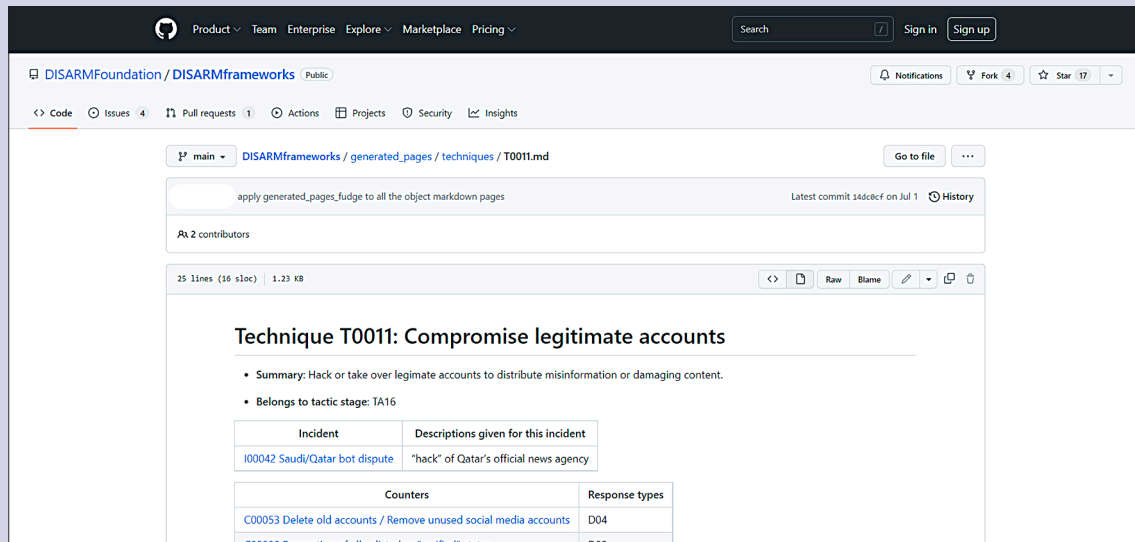 Product Team Enterprise Explore Marketplace Pricing Search / Sign in Sign up
DISARMFoundation / DISARMframeworks Public Notifications Fork 4 Star 17
Code Issues 4 Pull requests 1 Actions Projects Security Insights
main DISARMframeworks / generated_pages / techniques / T0011.md Go to file ...
apply generated_pages_fudge to all the object markdown pages Latest commit 14dc0cf on Jul 1 History
2 contributors
25 lines (16 sloc) 1.23 KB <> Raw Blame
Technique T0011: Compromise legitimate accounts
• Summary: Hack or take over legimate accounts to distribute misinformation or damaging content.
• Belongs to tactic stage: TA16
Incident Descriptions given for this incident
I00042 Saudi/Qatar bot dispute "hack" of Qatar's official news agency
Counters Response types
C00053 Delete old accounts / Remove unused social media accounts D04